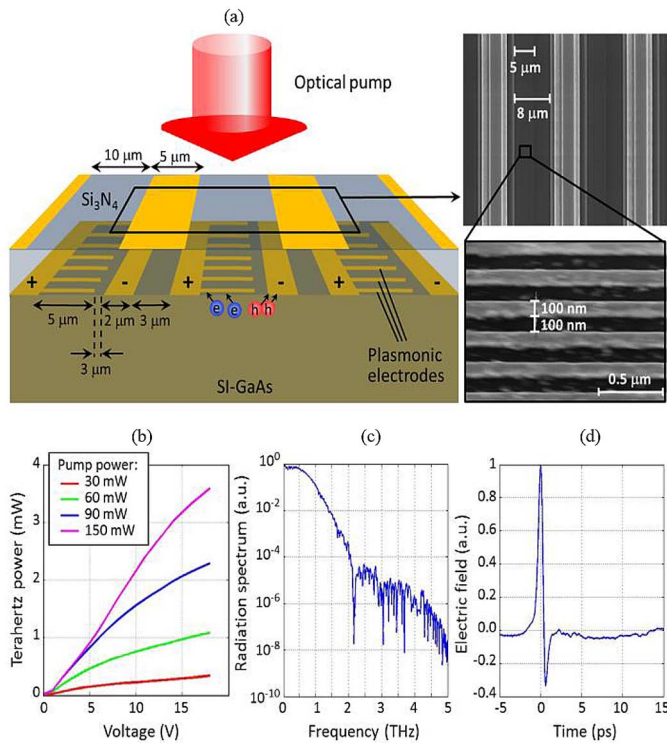 (a)
Optical pump
10 μm
5 μm
Si₃N₄
+
-
+
-
+
-
5 μm
2 μm
3 μm
3 μm
e
e
h
h
Plasmonic
electrodes
SI-GaAs
5 μm
8 μm
100 nm
100 nm
0.5 μm
(b)
Pump power:
30 mW
60 mW
90 mW
150 mW
Terahertz power (mW)
4
3
2
1
0
0
5
10
15
Voltage (V)
(c)
Radiation spectrum (a.u.)
10⁰
10⁻²
10⁻⁴
10⁻⁶
10⁻⁸
10⁻¹⁰
0
1
2
3
4
5
Frequency (THz)
(d)
Electric field (a.u.)
1
0.8
0.6
0.4
0.2
0.0
-0.2
-0.4
-5
0
5
10
15
Time (ps)